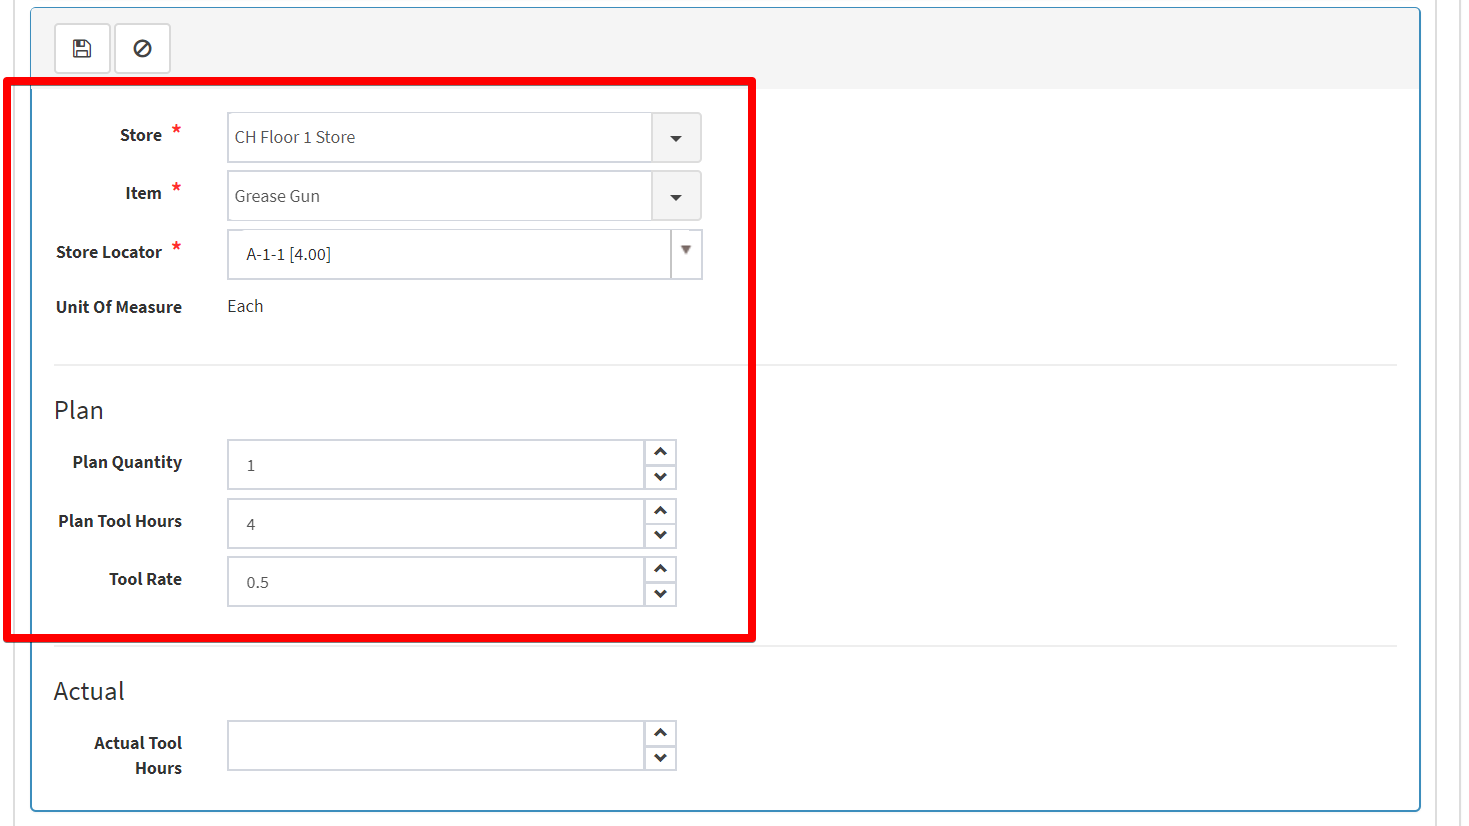 Store *
CH Floor 1 Store
Item *
Grease Gun
Store Locator *
A-1-1 [4.00]
Unit Of Measure
Each
Plan
Plan Quantity
1
Plan Tool Hours
4
Tool Rate
0.5
Actual
Actual Tool
Hours